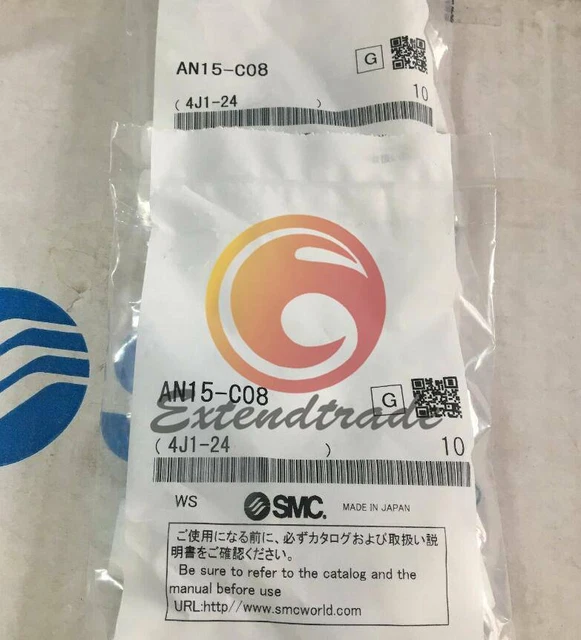 AN15-C08
G
(4J1-24 )
10
AN15-C08
G
Extendtrade
(4J1-24 )
10
WS
SMC.
MADE IN JAPAN
ご使用になる前に、必ずカタログおよび取扱い説
明書をご確認ください。
Be sure to refer to the catalog and the
manual before use
URL:http//www.smcworld.com